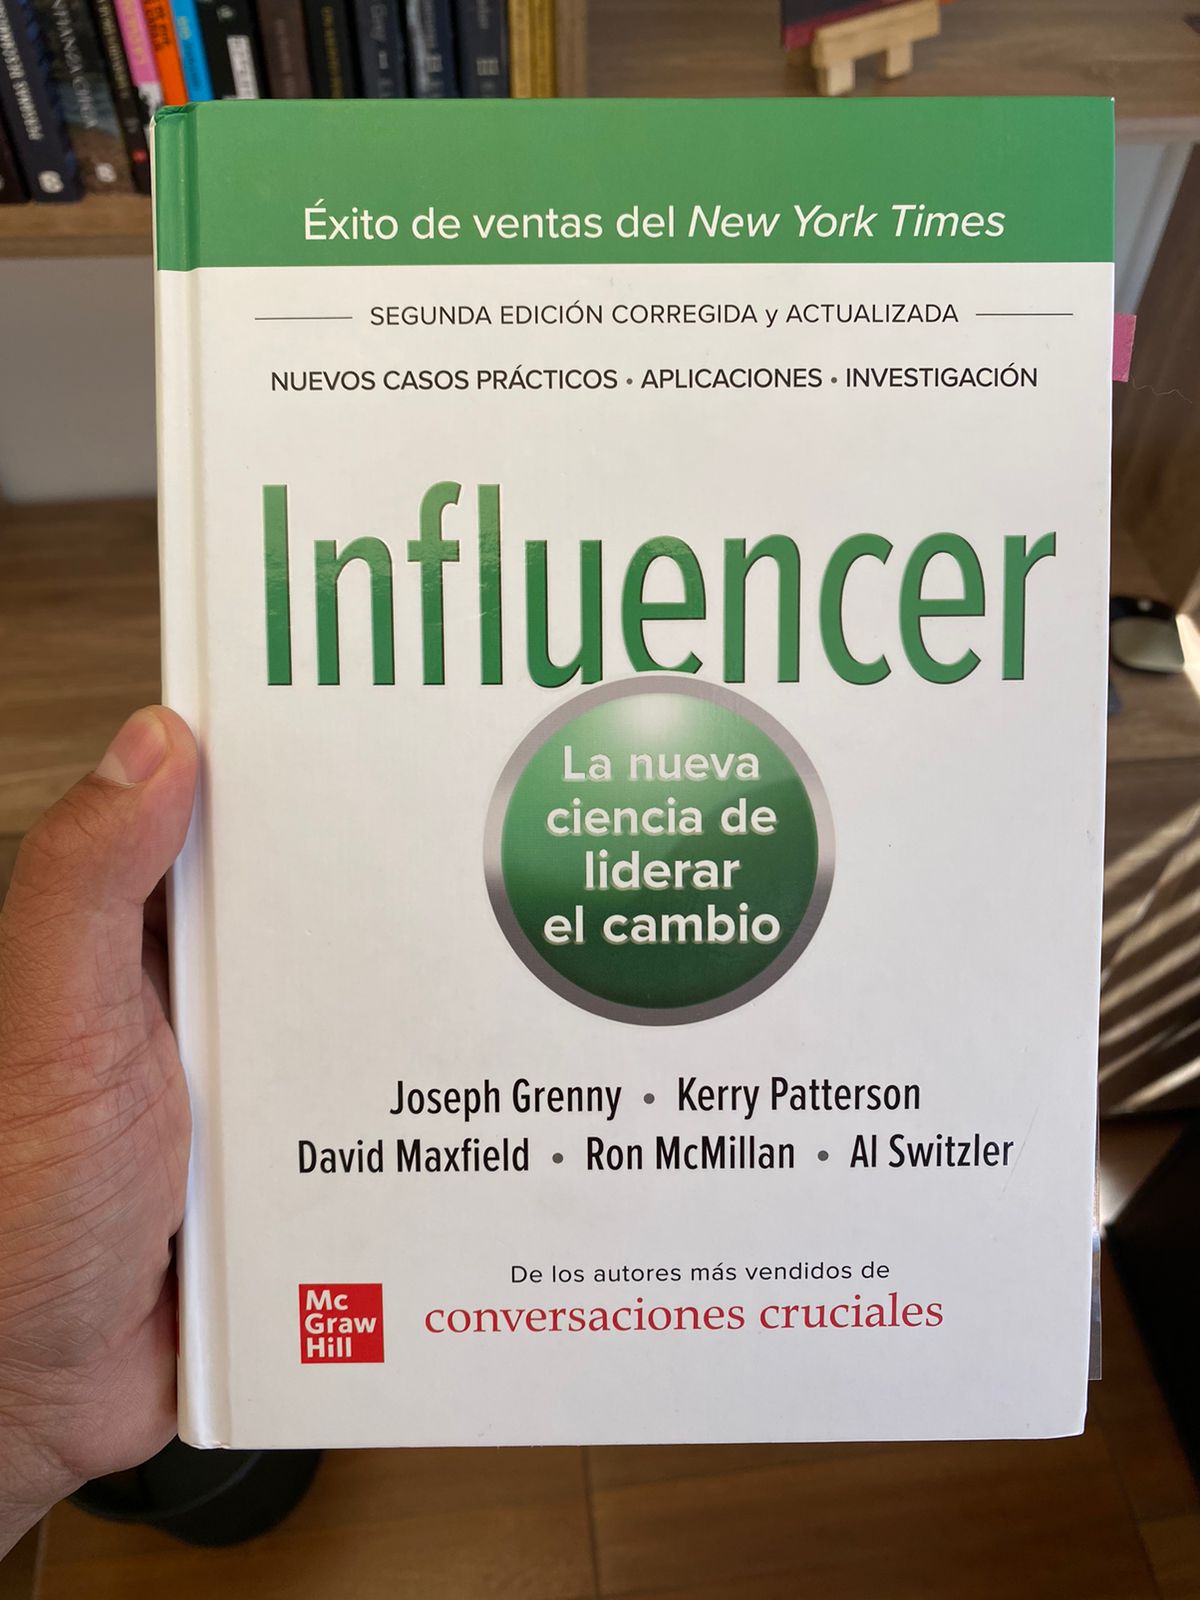 Éxito de ventas del New York Times
SEGUNDA EDICIÓN CORREGIDA y ACTUALIZADA
NUEVOS CASOS PRÁCTICOS • APLICACIONES • INVESTIGACIÓN
Influencer
La nueva
ciencia de
liderar
el cambio
Joseph Grenny • Kerry Patterson
David Maxfield • Ron McMillan • Al Switzler
De los autores más vendidos de
conversaciones cruciales
Mc
Graw
Hill